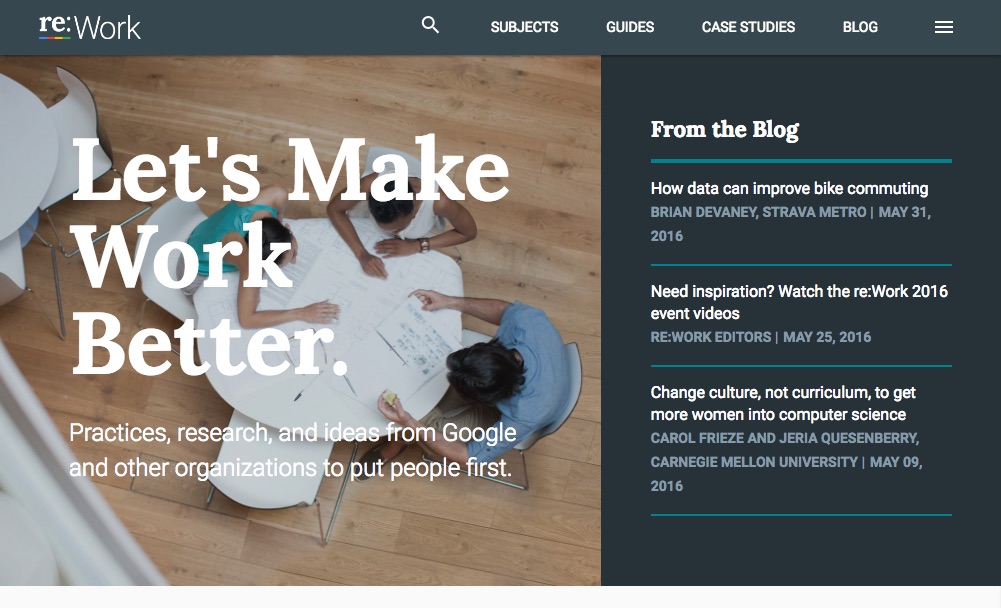 re:Work
SUBJECTS
GUIDES
CASE STUDIES
BLOG
Let's Make
Work
Better.
Practices, research, and ideas from Google
and other organizations to put people first.
From the Blog
How data can improve bike commuting
BRIAN DEVANEY, STRAVA METRO | MAY 31,
2016
Need inspiration? Watch the re:Work 2016
event videos
RE:WORK EDITORS | MAY 25, 2016
Change culture, not curriculum, to get
more women into computer science
CAROL FRIEZE AND JERIA QUESENBERRY,
CARNEGIE MELLON UNIVERSITY | MAY 09,
2016